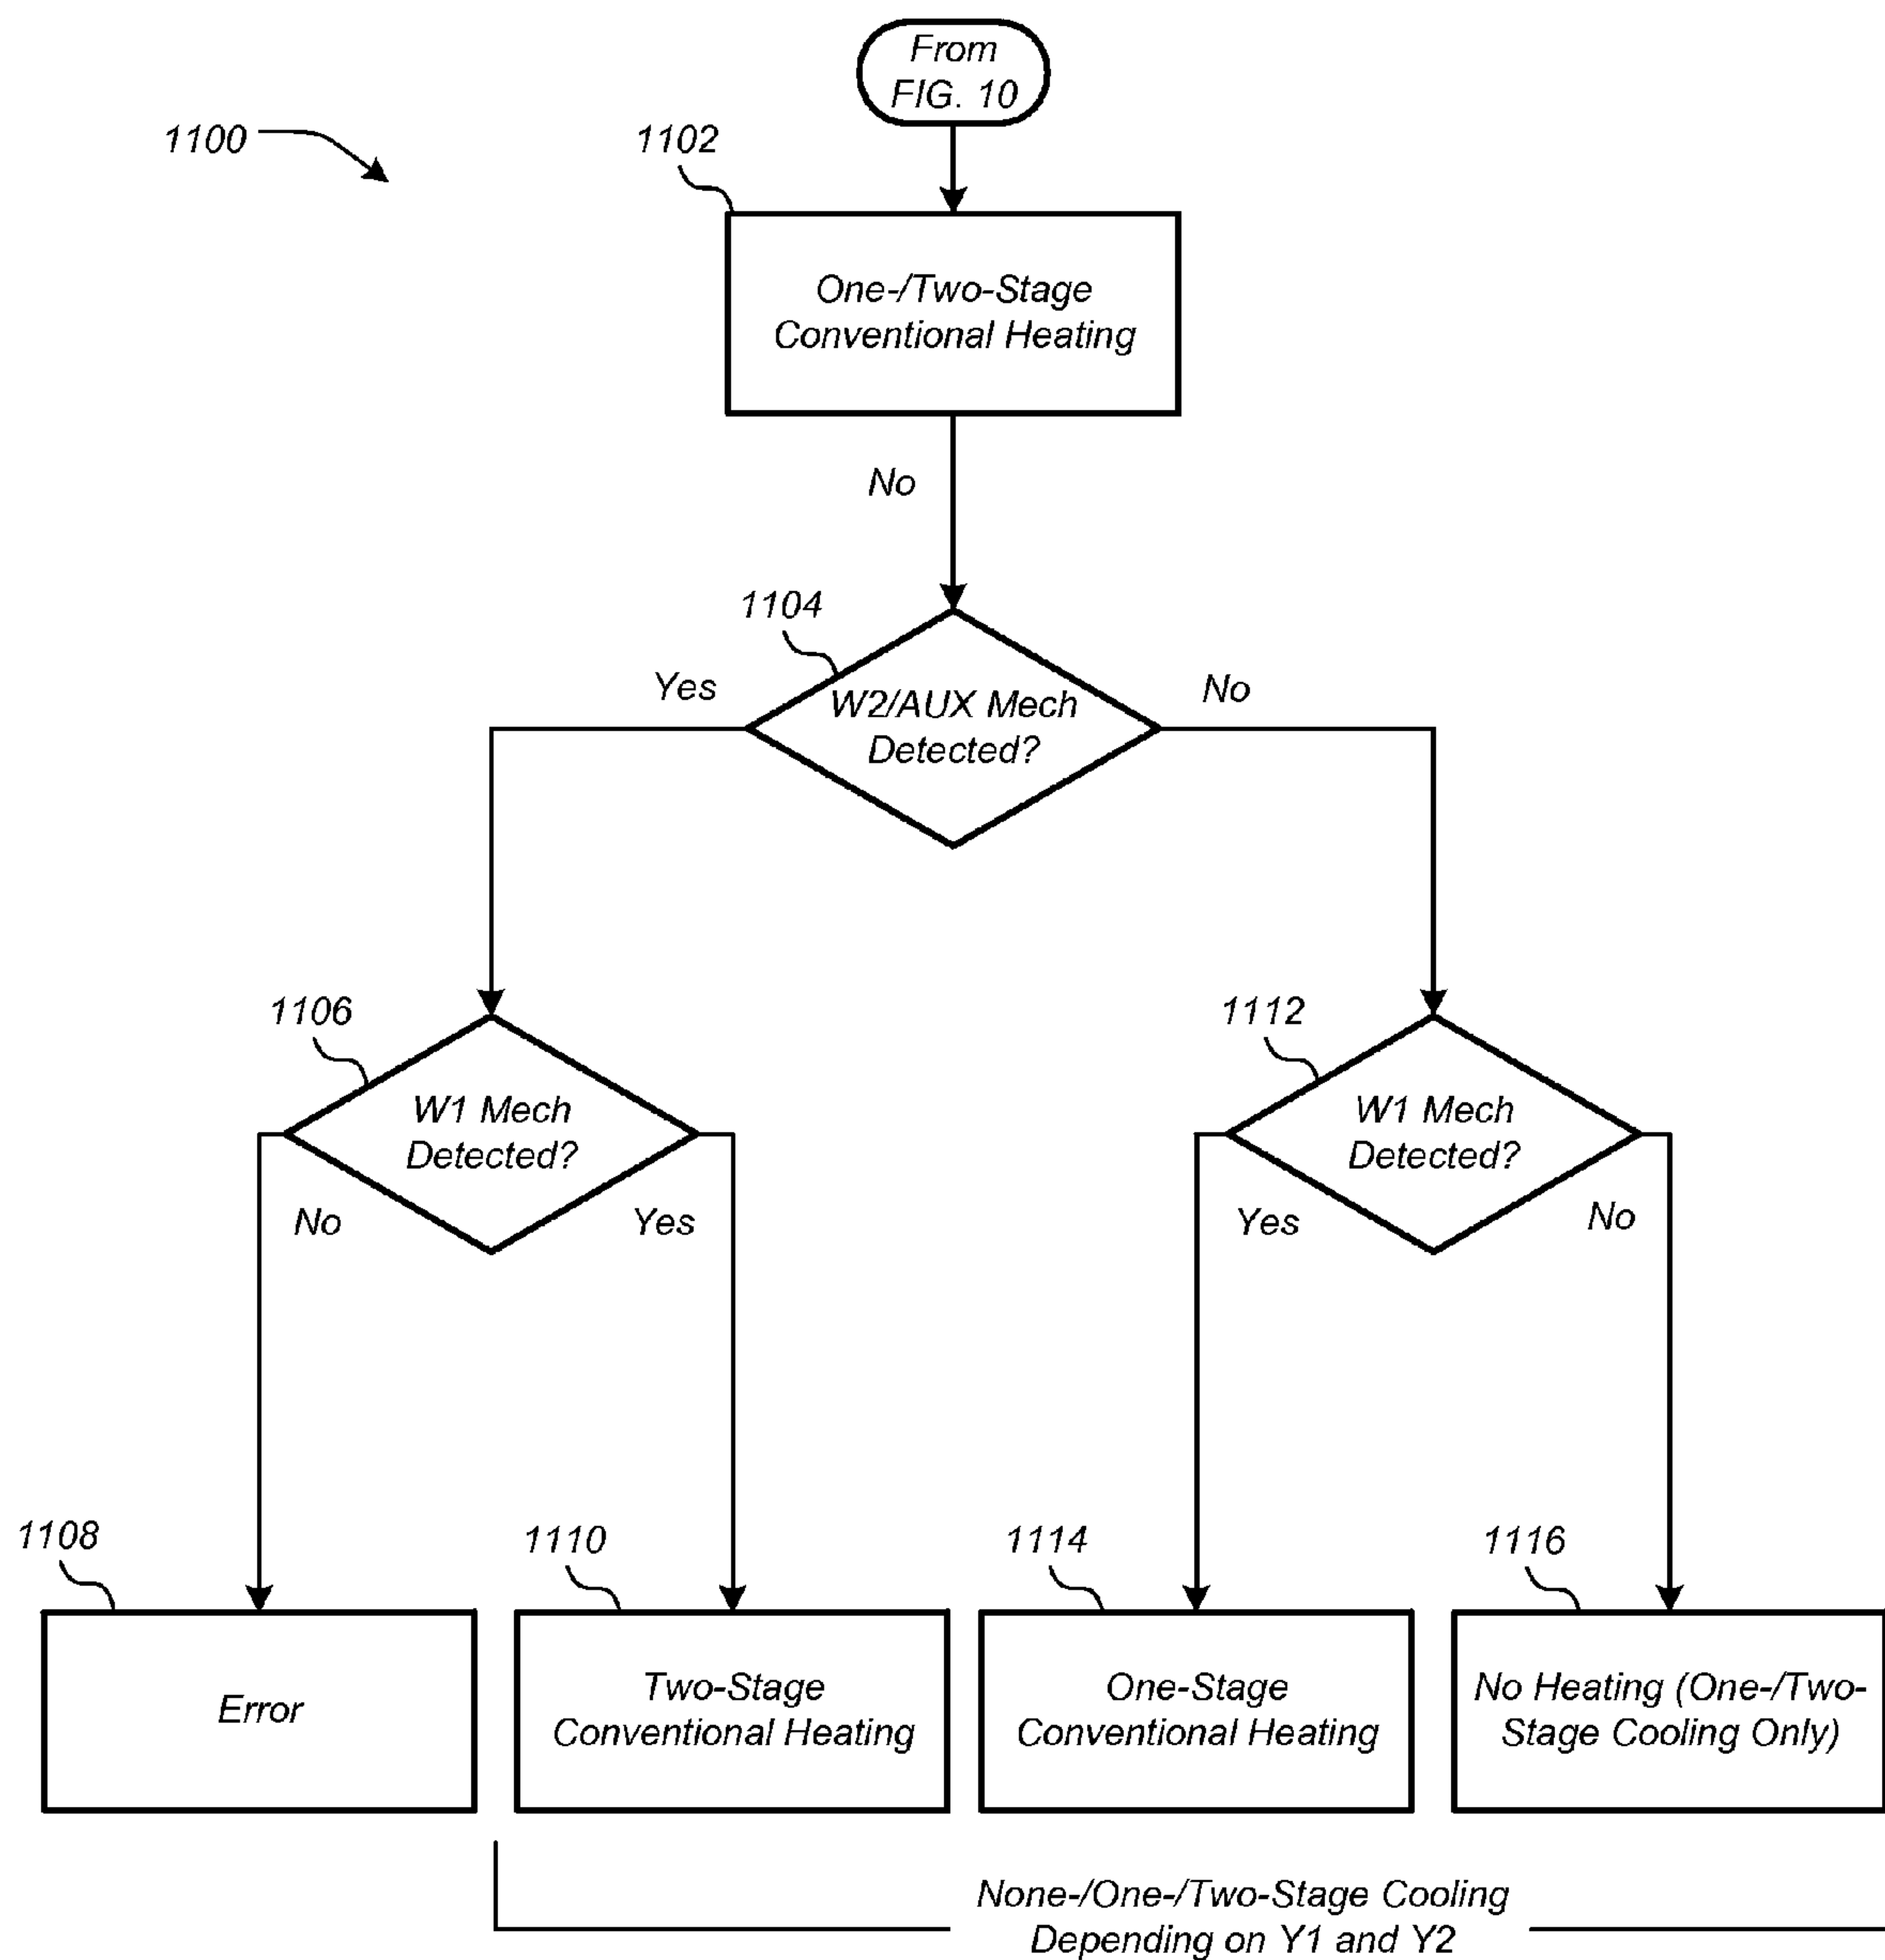 From
FIG. 10
1100
1102
One-/Two-Stage
Conventional Heating
No
1104
Yes
W2/AUX Mech
Detected?
No
1106
W1 Mech
Detected?
No
Yes
1112
W1 Mech
Detected?
Yes
No
1108
Error
1110
Two-Stage
Conventional Heating
1114
One-Stage
Conventional Heating
1116
No Heating (One-/Two-
Stage Cooling Only)
None-/One-/Two-Stage Cooling
Depending on Y1 and Y2